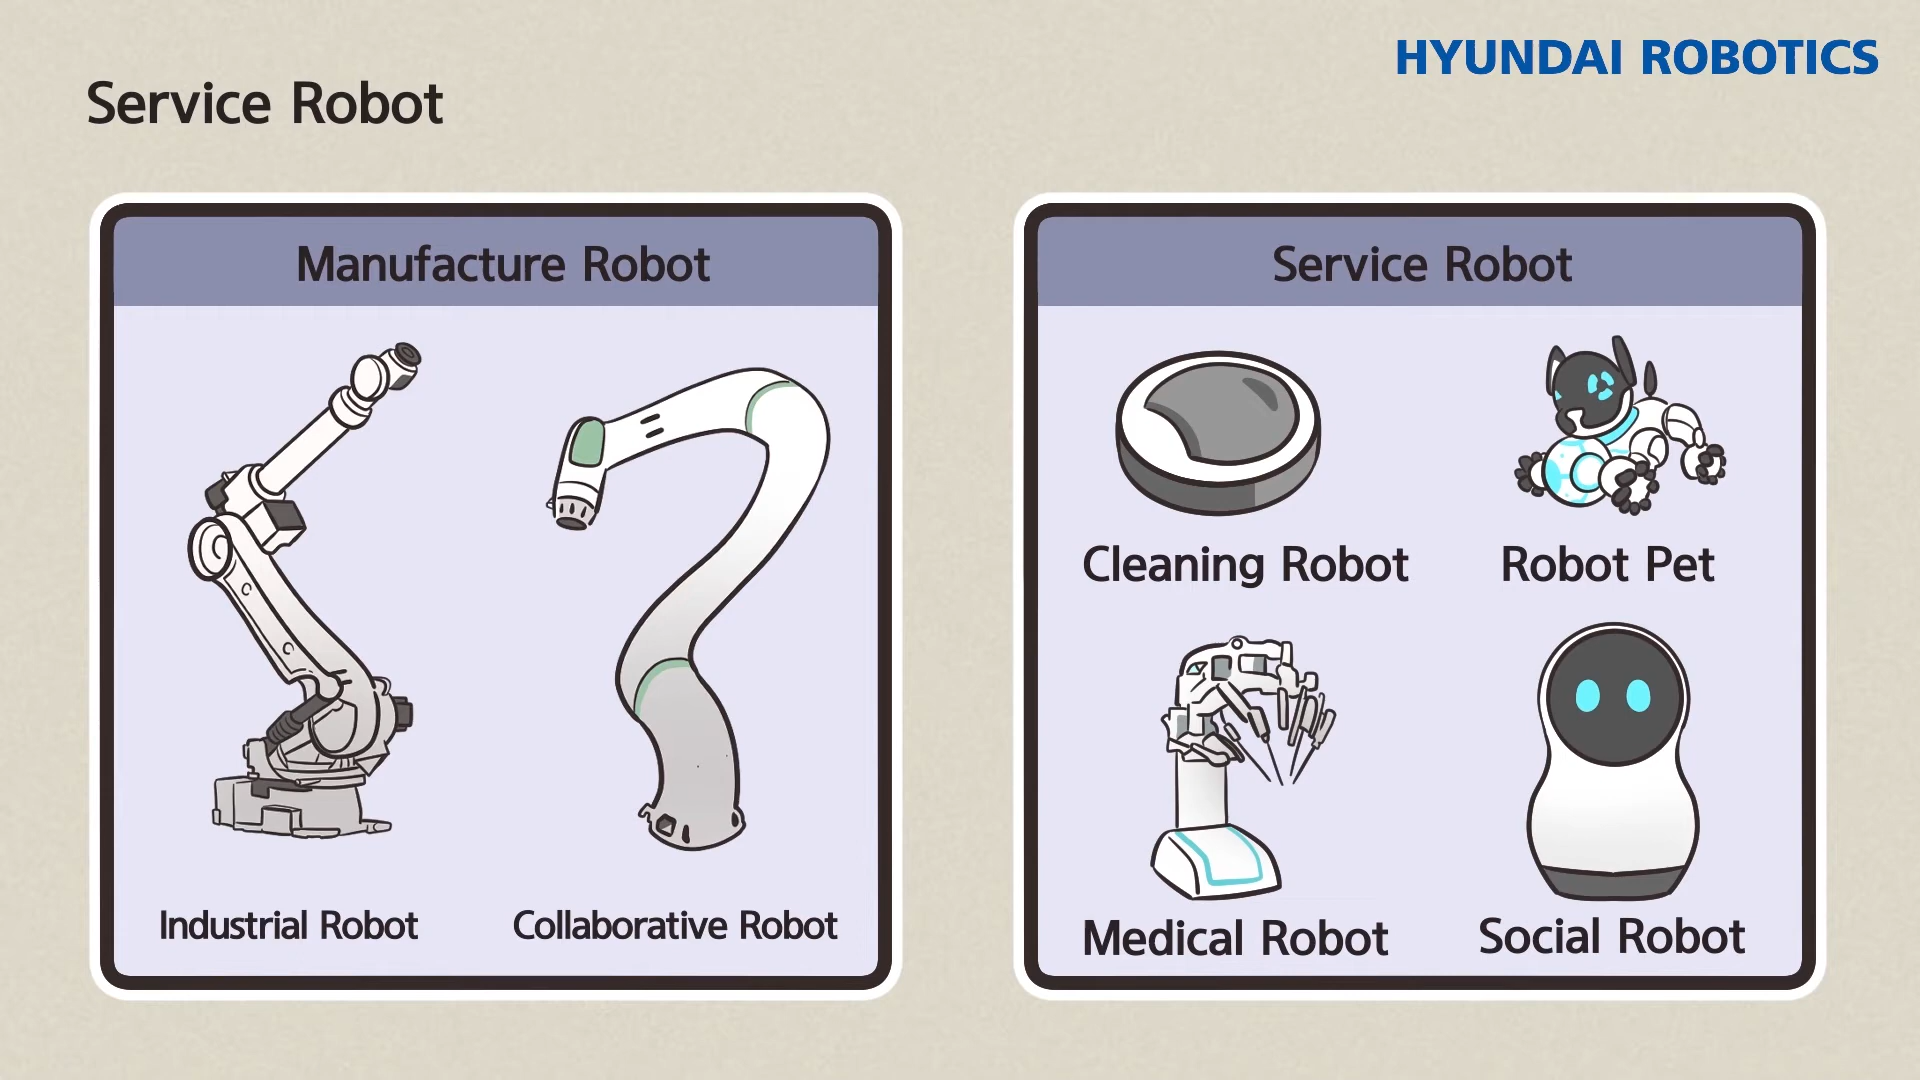 HYUNDAI ROBOTICS
Service Robot
Manufacture Robot
Industrial Robot
Collaborative Robot
Service Robot
Cleaning Robot
Robot Pet
Medical Robot
Social Robot